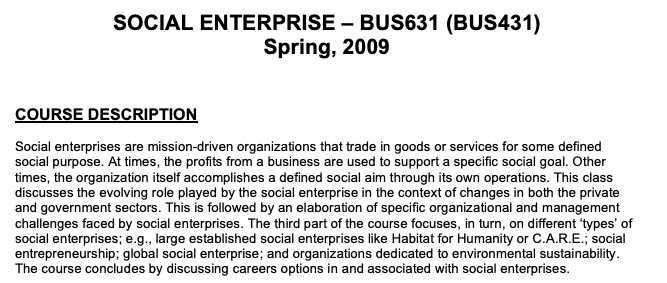 SOCIAL ENTERPRISE – BUS631 (BUS431)
Spring, 2009
COURSE DESCRIPTION
Social enterprises are mission-driven organizations that trade in goods or services for some defined
social purpose. At times, the profits from a business are used to support a specific social goal. Other
times, the organization itself accomplishes a defined social aim through its own operations. This class
discusses the evolving role played by the social enterprise in the context of changes in both the private
and government sectors. This is followed by an elaboration of specific organizational and management
challenges faced by social enterprises. The third part of the course focuses, in turn, on different ‘types’ of
social enterprises; e.g., large established social enterprises like Habitat for Humanity or C.A.R.E.; social
entrepreneurship; global social enterprise; and organizations dedicated to environmental sustainability.
The course concludes by discussing careers options in and associated with social enterprises.